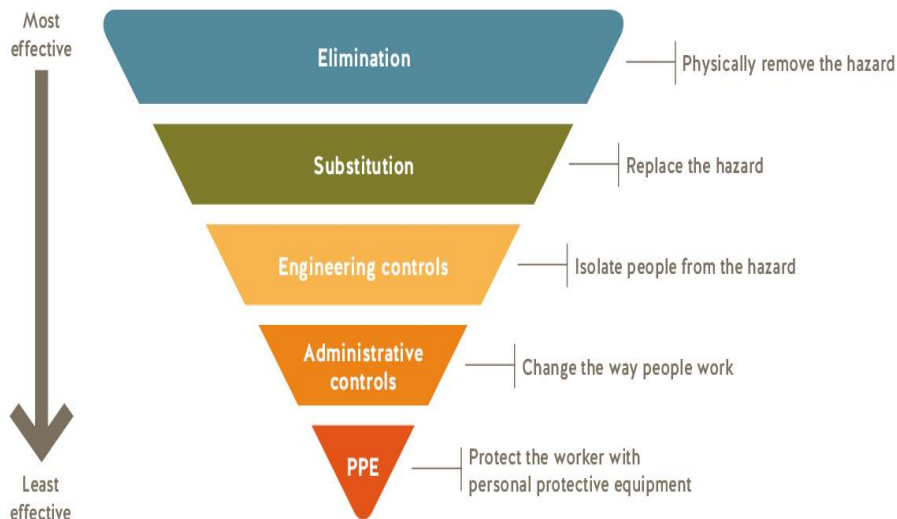 Most
effective
Elimination
Physically remove the hazard
Substitution
Replace the hazard
Engineering controls
Isolate people from the hazard
Administrative
controls
Change the way people work
PPE
Protect the worker with
personal protective equipment
Least
effective